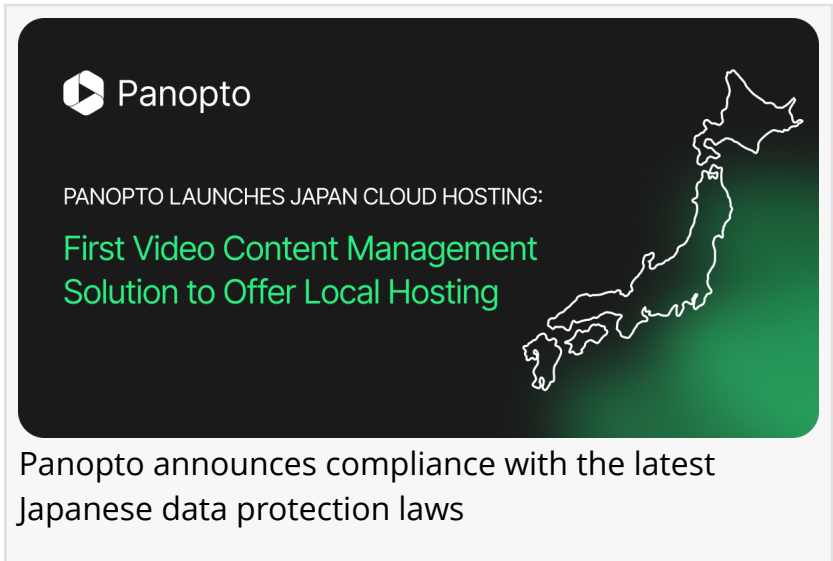 Panopto
PANOPTO LAUNCHES JAPAN CLOUD HOSTING:
First Video Content Management
Solution to Offer Local Hosting
Panopto announces compliance with the latest
Japanese data protection laws